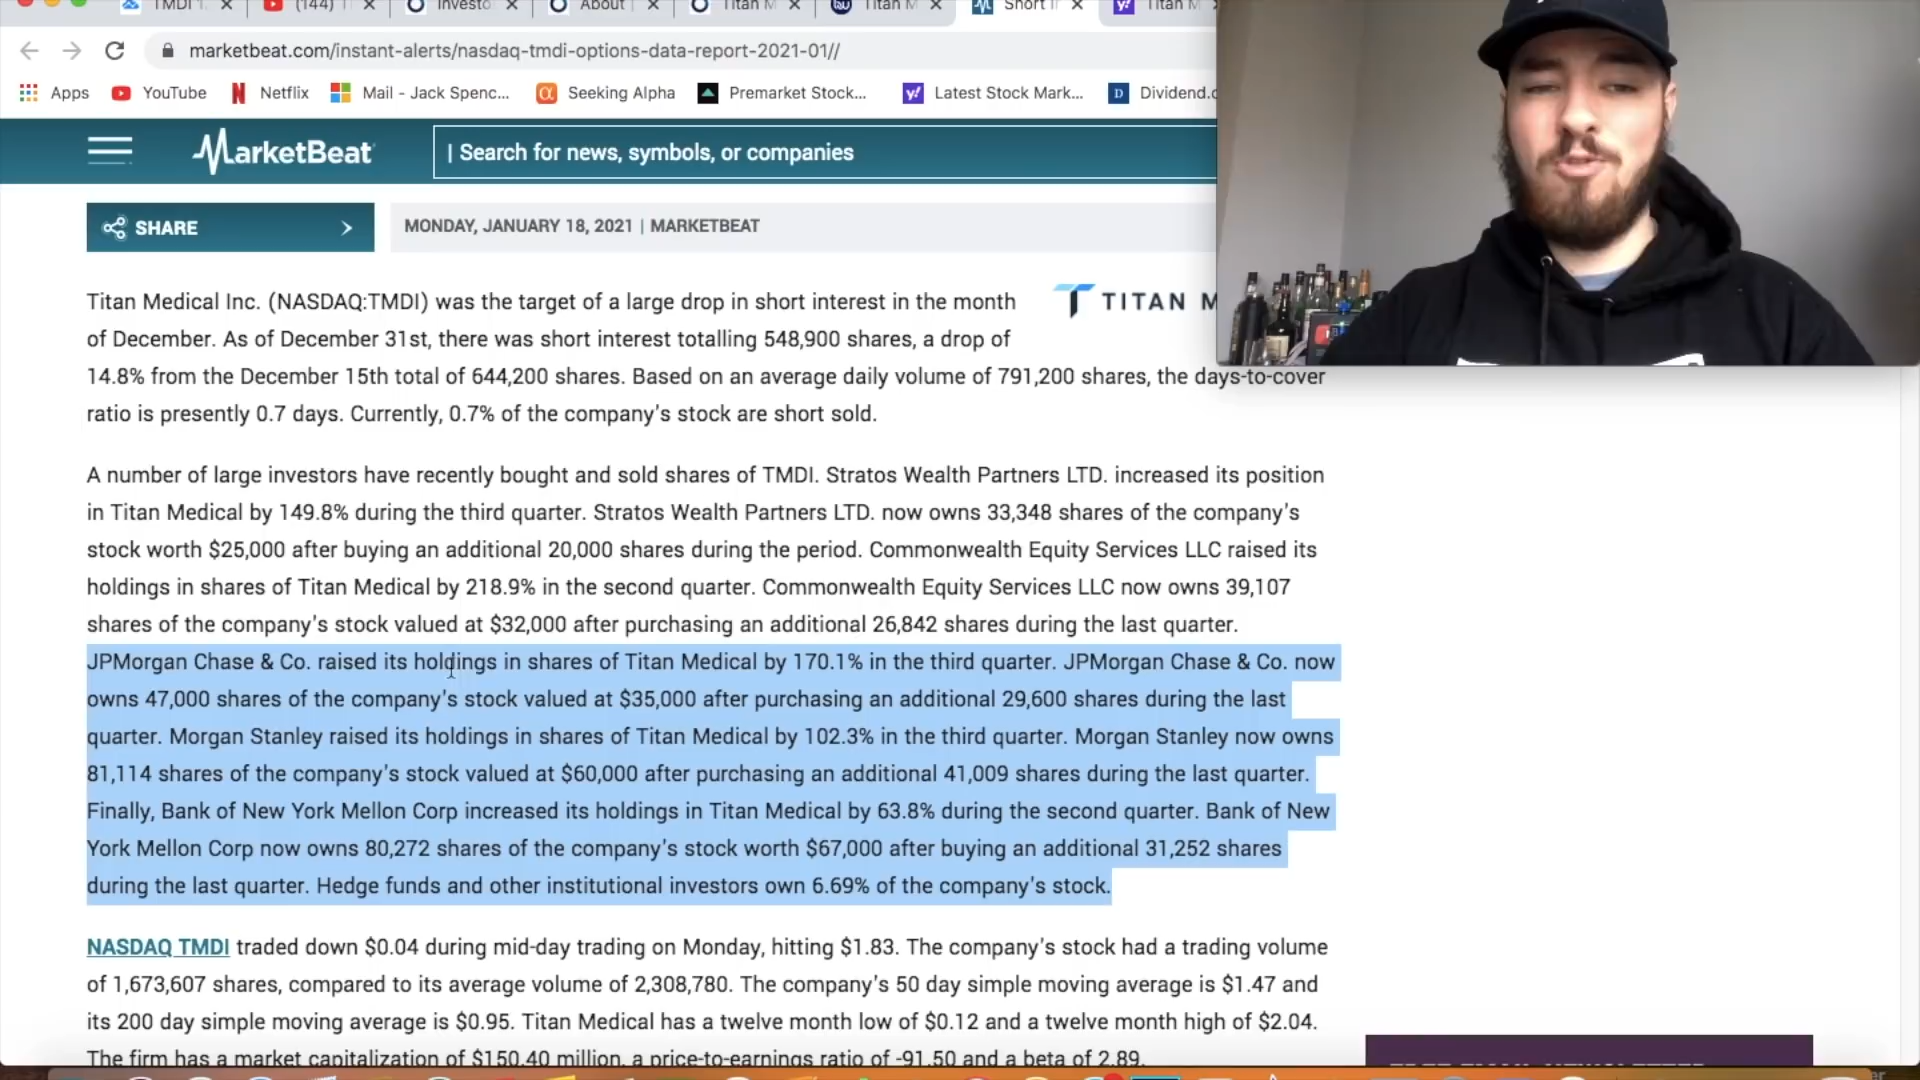 TMDI
(144)
Investo
About
Titan M
Titan M
Short I
Titan M
marketbeat.com/instant-alerts/nasdaq-tmdi-options-data-report-2021-01//
Apps
YouTube
Netflix
Mail - Jack Spenc...
Seeking Alpha
Premarket Stock...
Latest Stock Mark...
Dividend.c
MarketBeat
Search for news, symbols, or companies
SHARE
MONDAY, JANUARY 18, 2021 | MARKETBEAT
TITAN M
Titan Medical Inc. (NASDAQ:TMDI) was the target of a large drop in short interest in the month
of December. As of December 31st, there was short interest totalling 548,900 shares, a drop of
14.8% from the December 15th total of 644,200 shares. Based on an average daily volume of 791,200 shares, the days-to-cover
ratio is presently 0.7 days. Currently, 0.7% of the company's stock are short sold.
A number of large investors have recently bought and sold shares of TMDI. Stratos Wealth Partners LTD. increased its position
in Titan Medical by 149.8% during the third quarter. Stratos Wealth Partners LTD. now owns 33,348 shares of the company's
stock worth $25,000 after buying an additional 20,000 shares during the period. Commonwealth Equity Services LLC raised its
holdings in shares of Titan Medical by 218.9% in the second quarter. Commonwealth Equity Services LLC now owns 39,107
shares of the company's stock valued at $32,000 after purchasing an additional 26,842 shares during the last quarter.
JPMorgan Chase & Co. raised its holdings in shares of Titan Medical by 170.1% in the third quarter. JPMorgan Chase & Co. now
owns 47,000 shares of the company's stock valued at $35,000 after purchasing an additional 29,600 shares during the last
quarter. Morgan Stanley raised its holdings in shares of Titan Medical by 102.3% in the third quarter. Morgan Stanley now owns
81,114 shares of the company's stock valued at $60,000 after purchasing an additional 41,009 shares during the last quarter.
Finally, Bank of New York Mellon Corp increased its holdings in Titan Medical by 63.8% during the second quarter. Bank of New
York Mellon Corp now owns 80,272 shares of the company's stock worth $67,000 after buying an additional 31,252 shares
during the last quarter. Hedge funds and other institutional investors own 6.69% of the company's stock.
NASDAQ TMDI traded down $0.04 during mid-day trading on Monday, hitting $1.83. The company's stock had a trading volume
of 1,673,607 shares, compared to its average volume of 2,308,780. The company's 50 day simple moving average is $1.47 and
its 200 day simple moving average is $0.95. Titan Medical has a twelve month low of $0.12 and a twelve month high of $2.04.
The firm has a market capitalization of $150.40 million, a price-to-earnings ratio of -91.50 and a beta of 2.89.